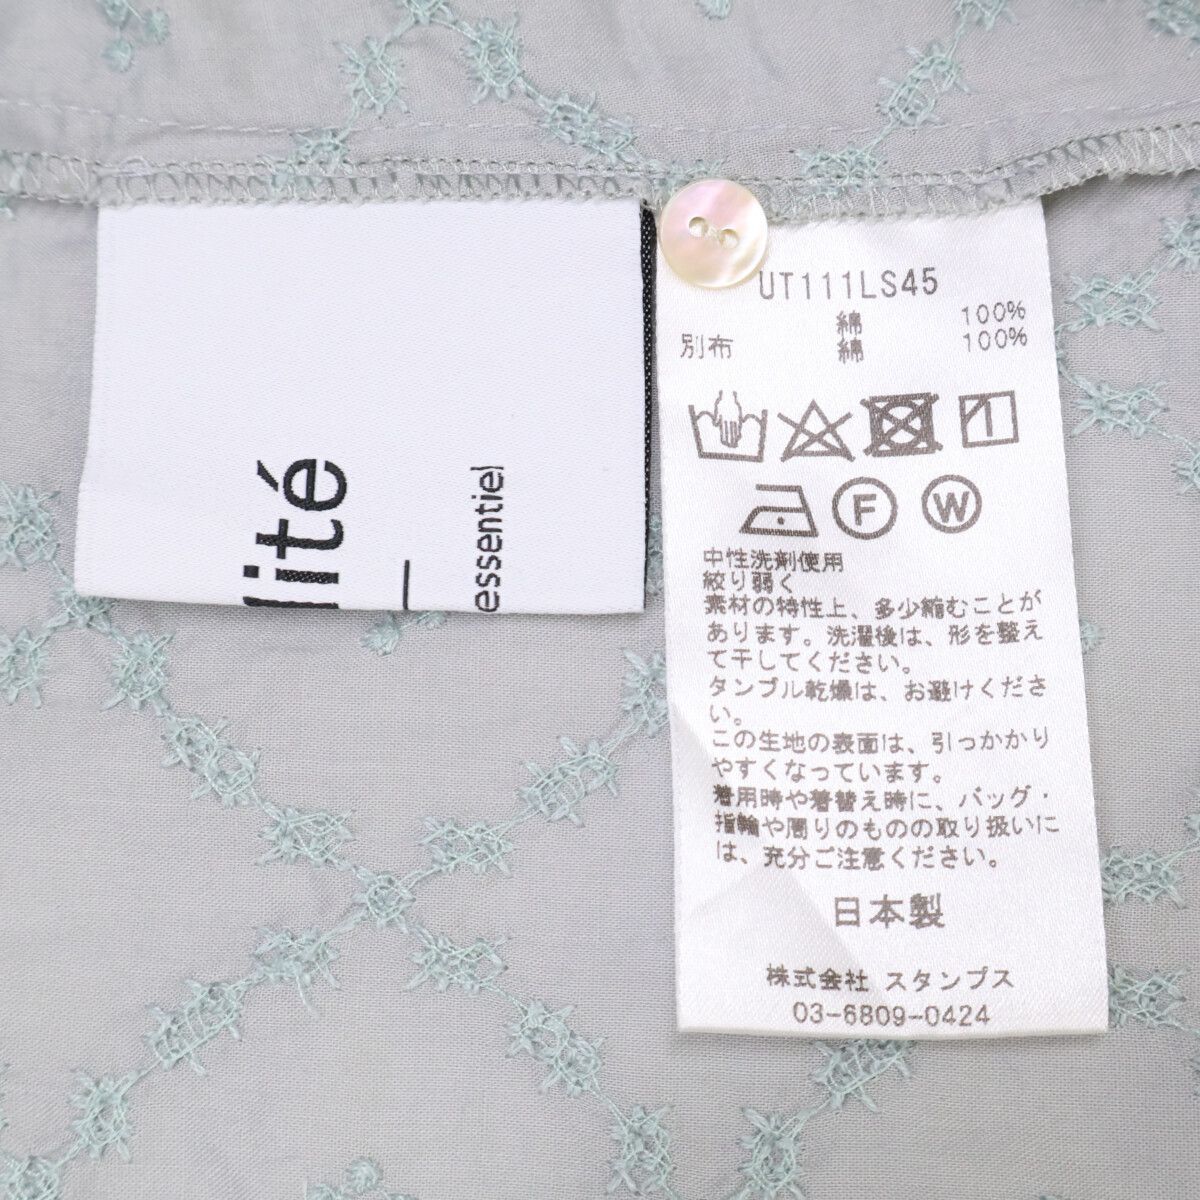 lité
essentiel
UT111LS45
綿 100%
別布 綿 100%
F W
中性洗剤使用
絞り弱く
素材の特性上、多少縮むことが
あります。洗濯後は、形を整え
て干してください。
タンブル乾燥は、お避けくださ
い。
この生地の表面は、引っかかり
やすくなっています。
着用時や着替え時に、バッグ・
指輪や周りのものの取り扱いに
は、充分ご注意ください。
日本製
株式会社 スタンプス
03-6809-0424